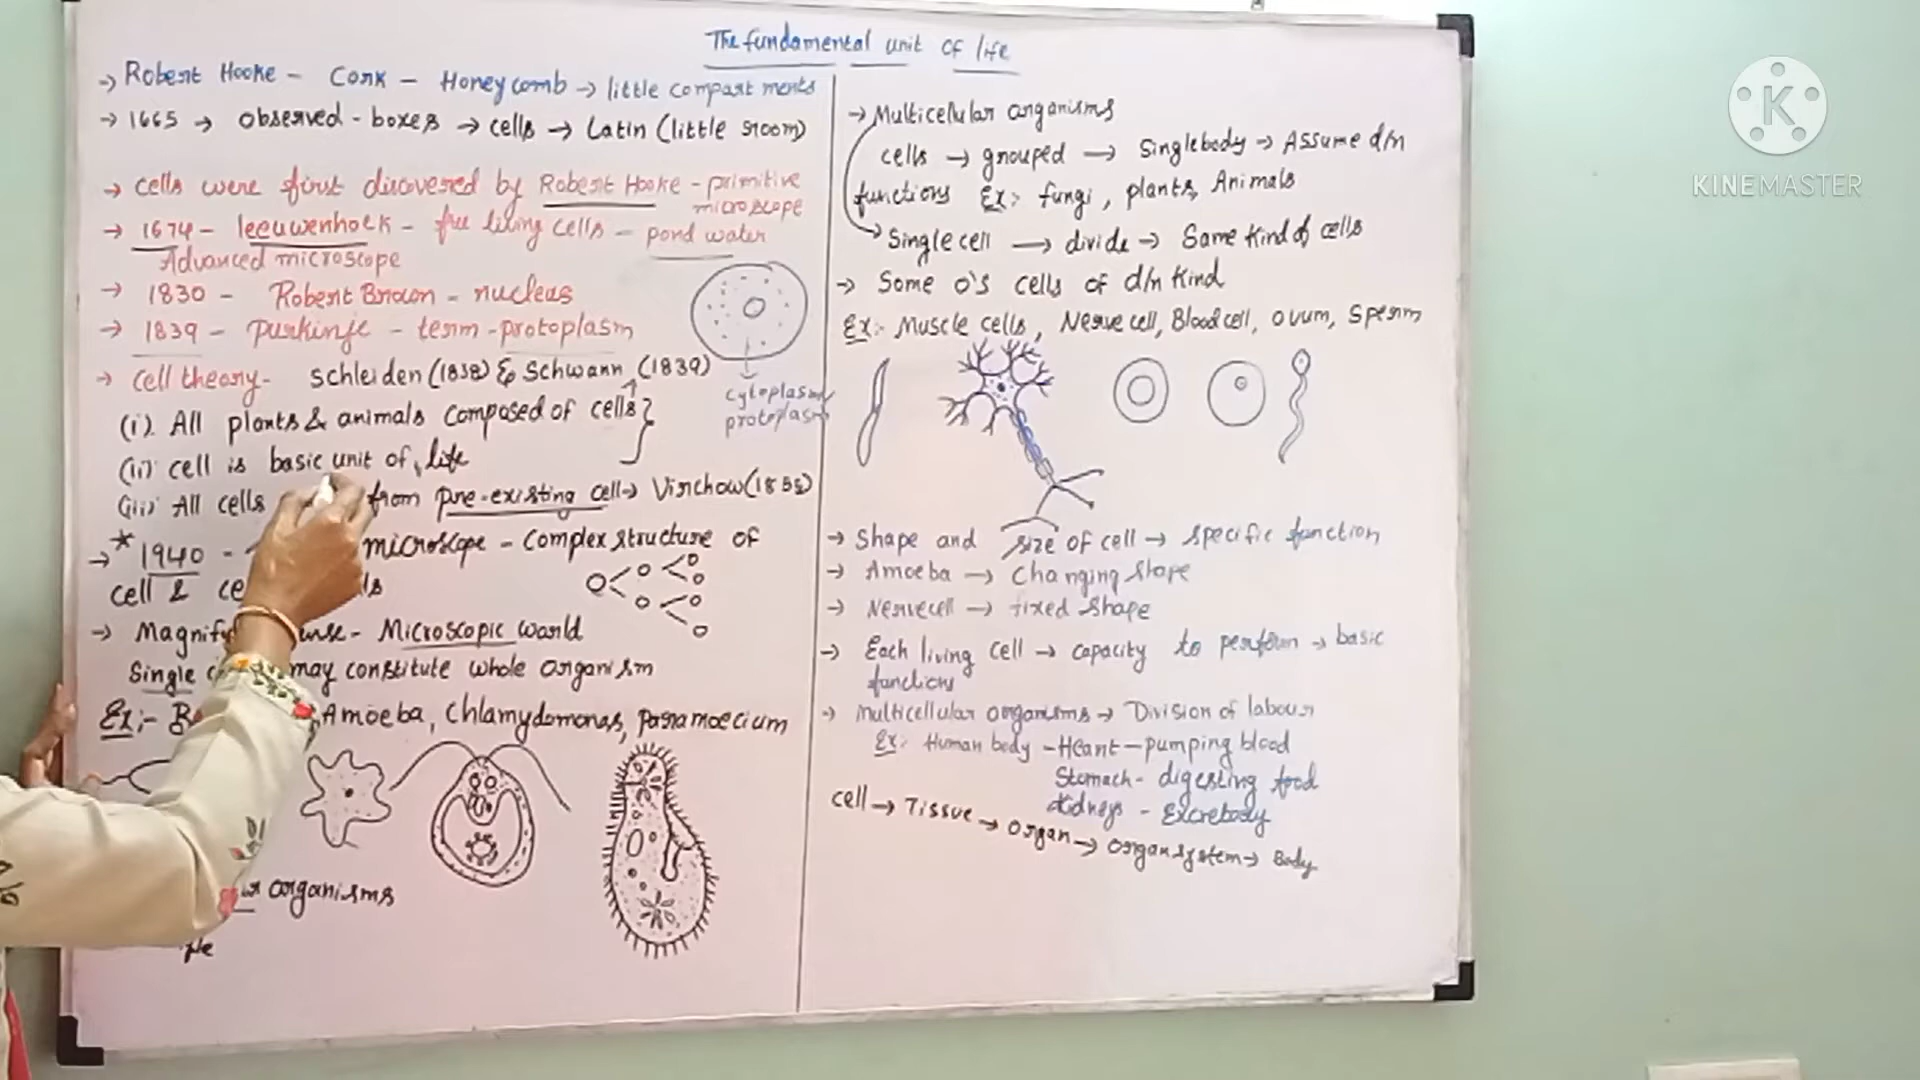 The fundamental unit of life
→ Robert Hooke - Cork - Honeycomb → little compartments
→ 1665 → observed - boxes → cells → Latin (little room)
→ cells were first discovered by Robert Hooke - primitive
microscope
→ 1674 - leeuwenhock - free living cells - pond water
Advanced microscope
→ 1830 - Robert Brown - nucleus
→ 1839 - purkinje - term - protoplasm
→ cell theory - Schleiden (1838) & Schwann (1839)
cytoplasm/
protoplasm
(i) All plants & animals composed of cells
(ii) cell is basic unit of life
(iii) All cells from pre-existing cell → Virchow (1855)
→ * 1940 - microscope - complex structure of
cell &
→ Magnify - Microscopic world
Single may constitute whole organism
Ex:- Amoeba, Chlamydomonas, paramoecium
organisms
→ Multicellular organisms
cells → grouped → Single body → Assume d/n
functions Ex:- fungi, plants, Animals
→ Single cell → divide → Same kind of cells
→ Some o's cells of d/n kind
Ex:- Muscle cells, Nerve cell, Blood cell, ovum, sperm
→ Shape and size of cell → specific function
→ Amoeba → Changing shape
→ Nerve cell → fixed shape
→ Each living cell → capacity to perform → basic
functions
→ Multicellular organisms → Division of labour
Ex:- Human body - Heart - pumping blood
Stomach - digesting food
kidneys -
cell → Tissue → organ → organ system → Body
K
KINEMASTER